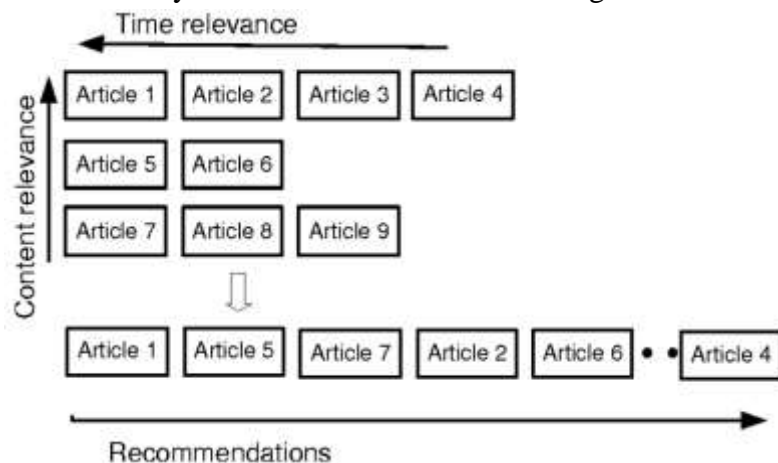 Time relevance
Content relevance
Article 1 Article 2 Article 3 Article 4
Article 5 Article 6
Article 7 Article 8 Article 9
Article 1 Article 5 Article 7 Article 2 Article 6 • • Article 4
Recommendations